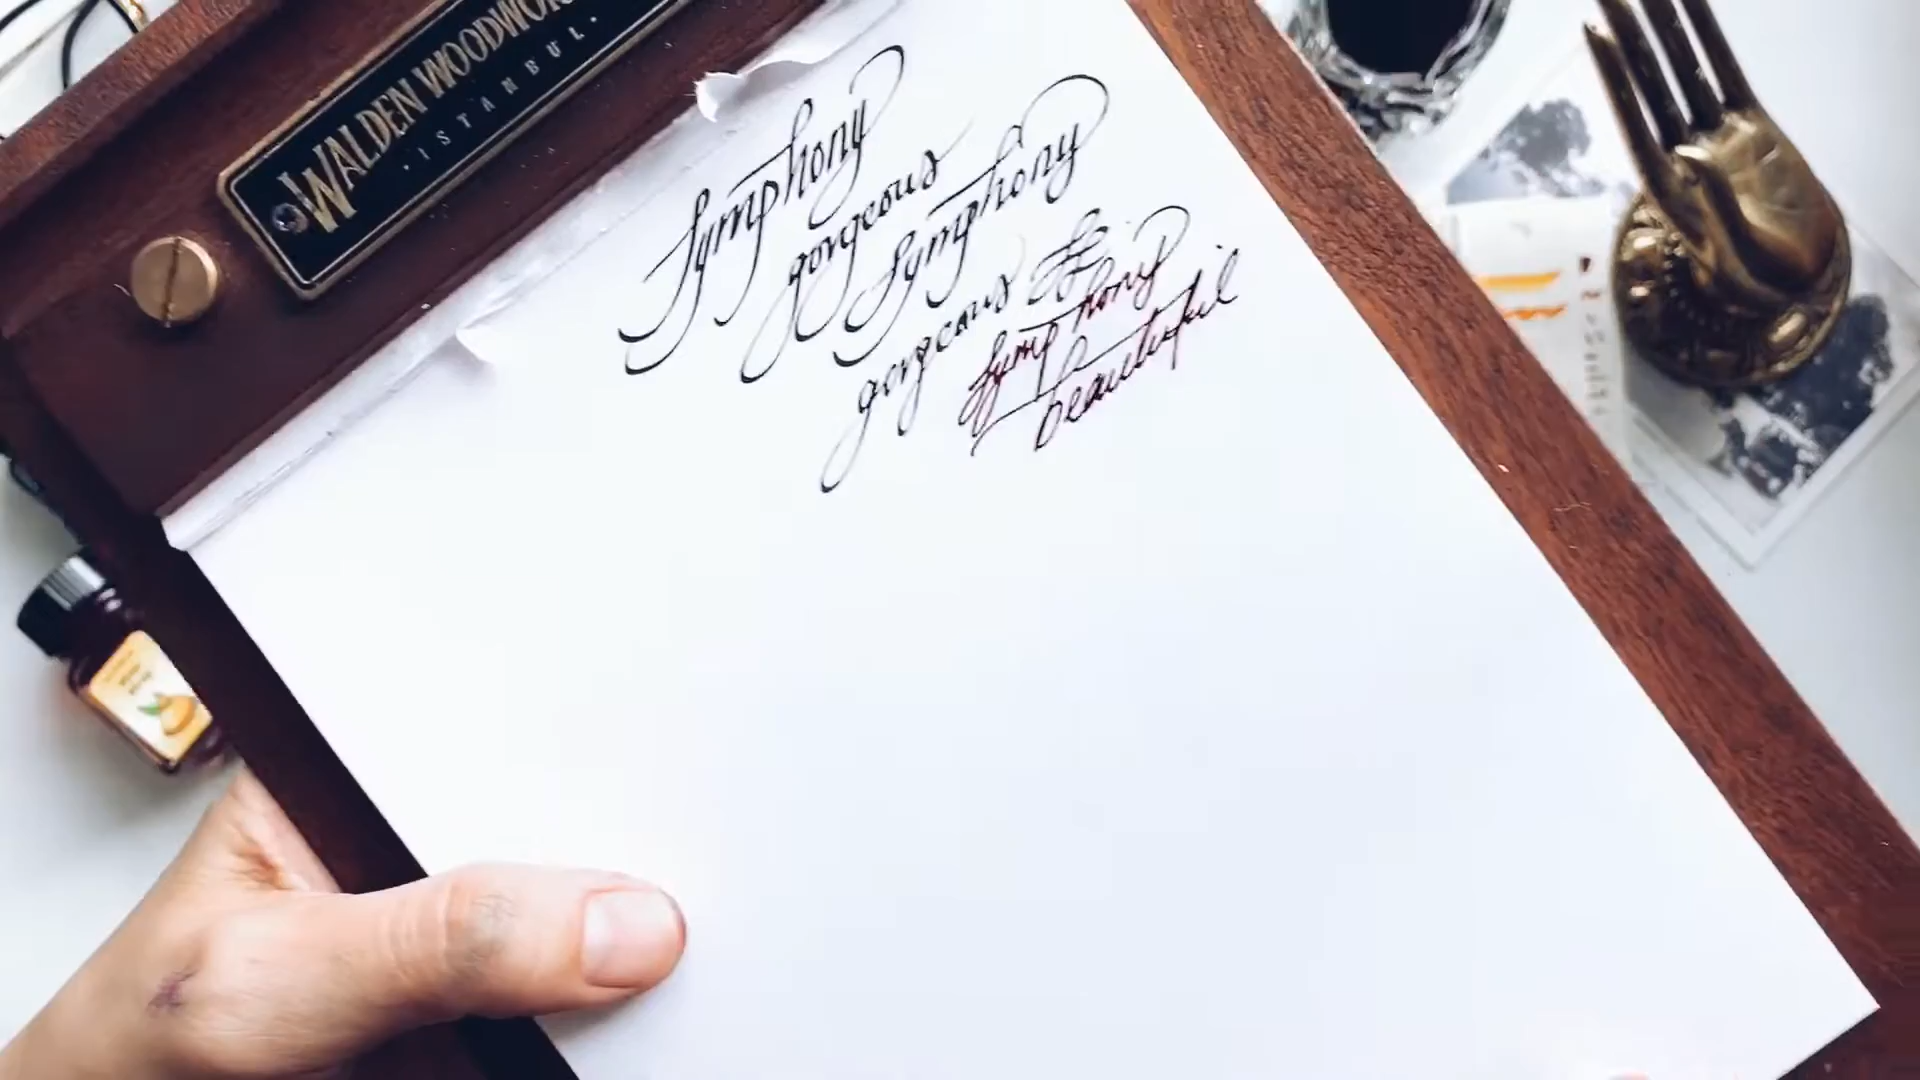 WALDEN WOODWO
· ISTANBUL ·
symphony
gorgeous
symphony
gorgeous
symphony
beautiful